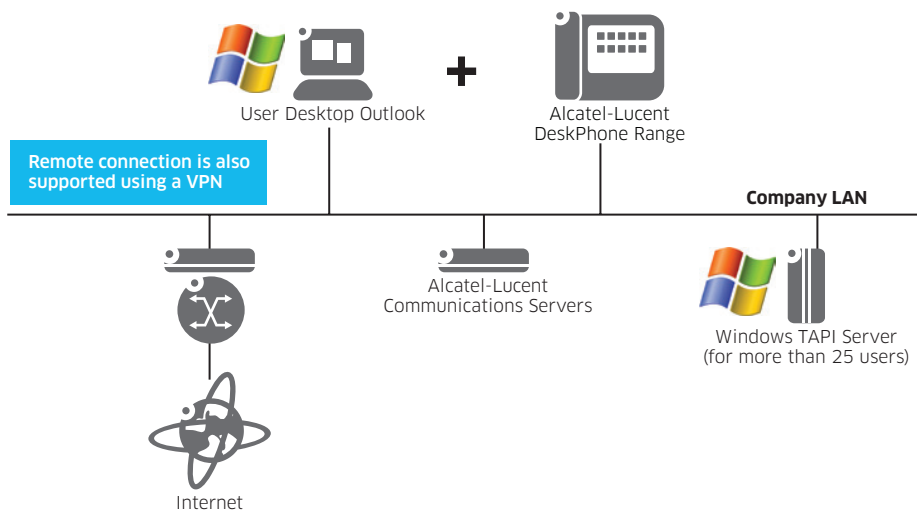 User Desktop Outlook
Alcatel-Lucent
DeskPhone Range
Remote connection is also
supported using a VPN
Company LAN
Alcatel-Lucent
Communications Servers
Windows TAPI Server
(for more than 25 users)
Internet